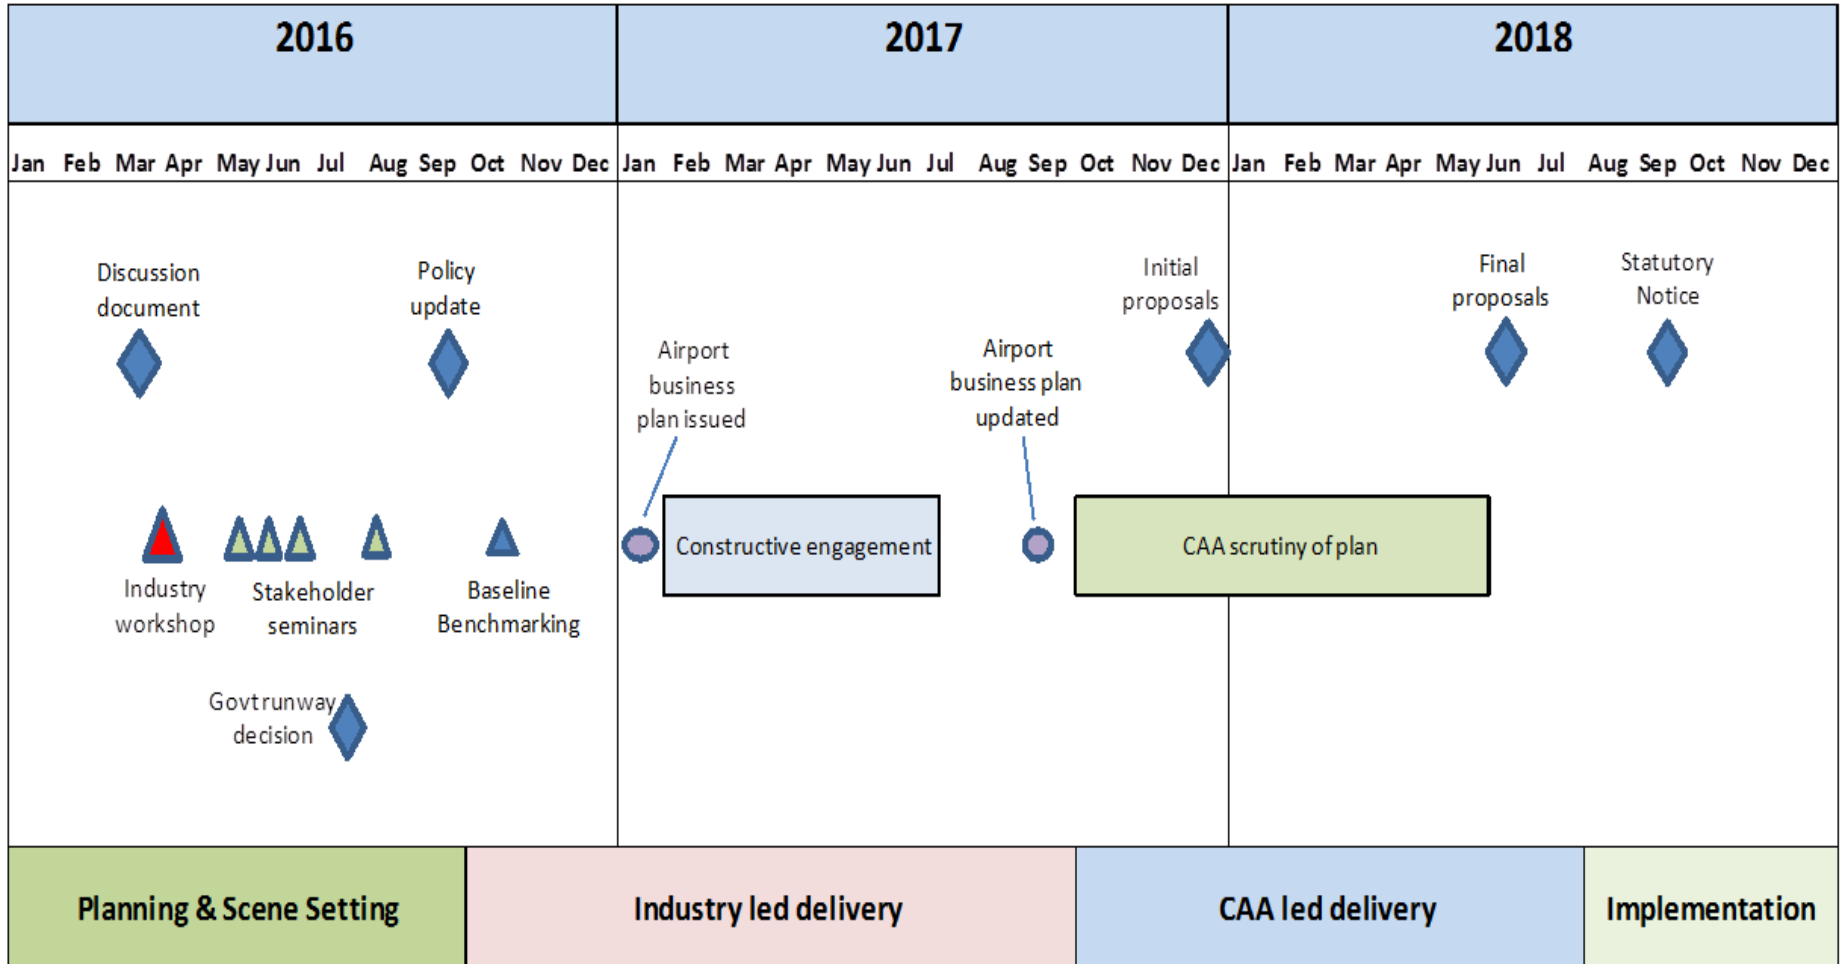 2016 2017 2018
Jan Feb Mar Apr May Jun Jul Aug Sep Oct Nov Dec Jan Feb Mar Apr May Jun Jul Aug Sep Oct Nov Dec Jan Feb Mar Apr May Jun Jul Aug Sep Oct Nov Dec
Discussion
document
Policy
update
Airport
business
plan issued
Airport
business plan
updated
Initial
proposals
Final
proposals
Statutory
Notice
Industry
workshop
Stakeholder
seminars
Baseline
Benchmarking
Constructive engagement
CAA scrutiny of plan
Govt runway
decision
Planning & Scene Setting
Industry led delivery
CAA led delivery
Implementation